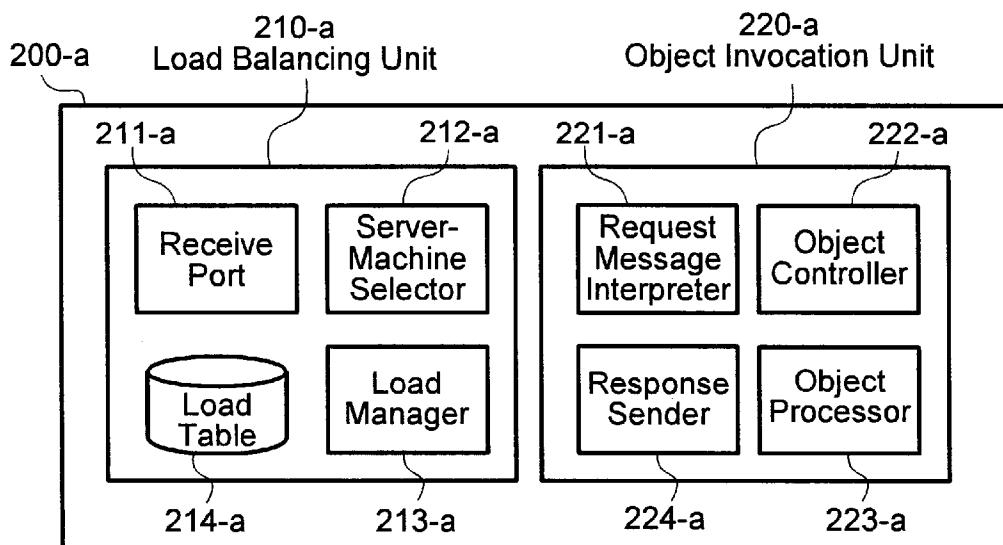 200-a
210-a
Load Balancing Unit
220-a
Object Invocation Unit
211-a
212-a
221-a
222-a
Receive
Port
Server-
Machine
Selector
Request
Message
Interpreter
Object
Controller
Load
Table
Load
Manager
Response
Sender
Object
Processor
214-a
213-a
224-a
223-a